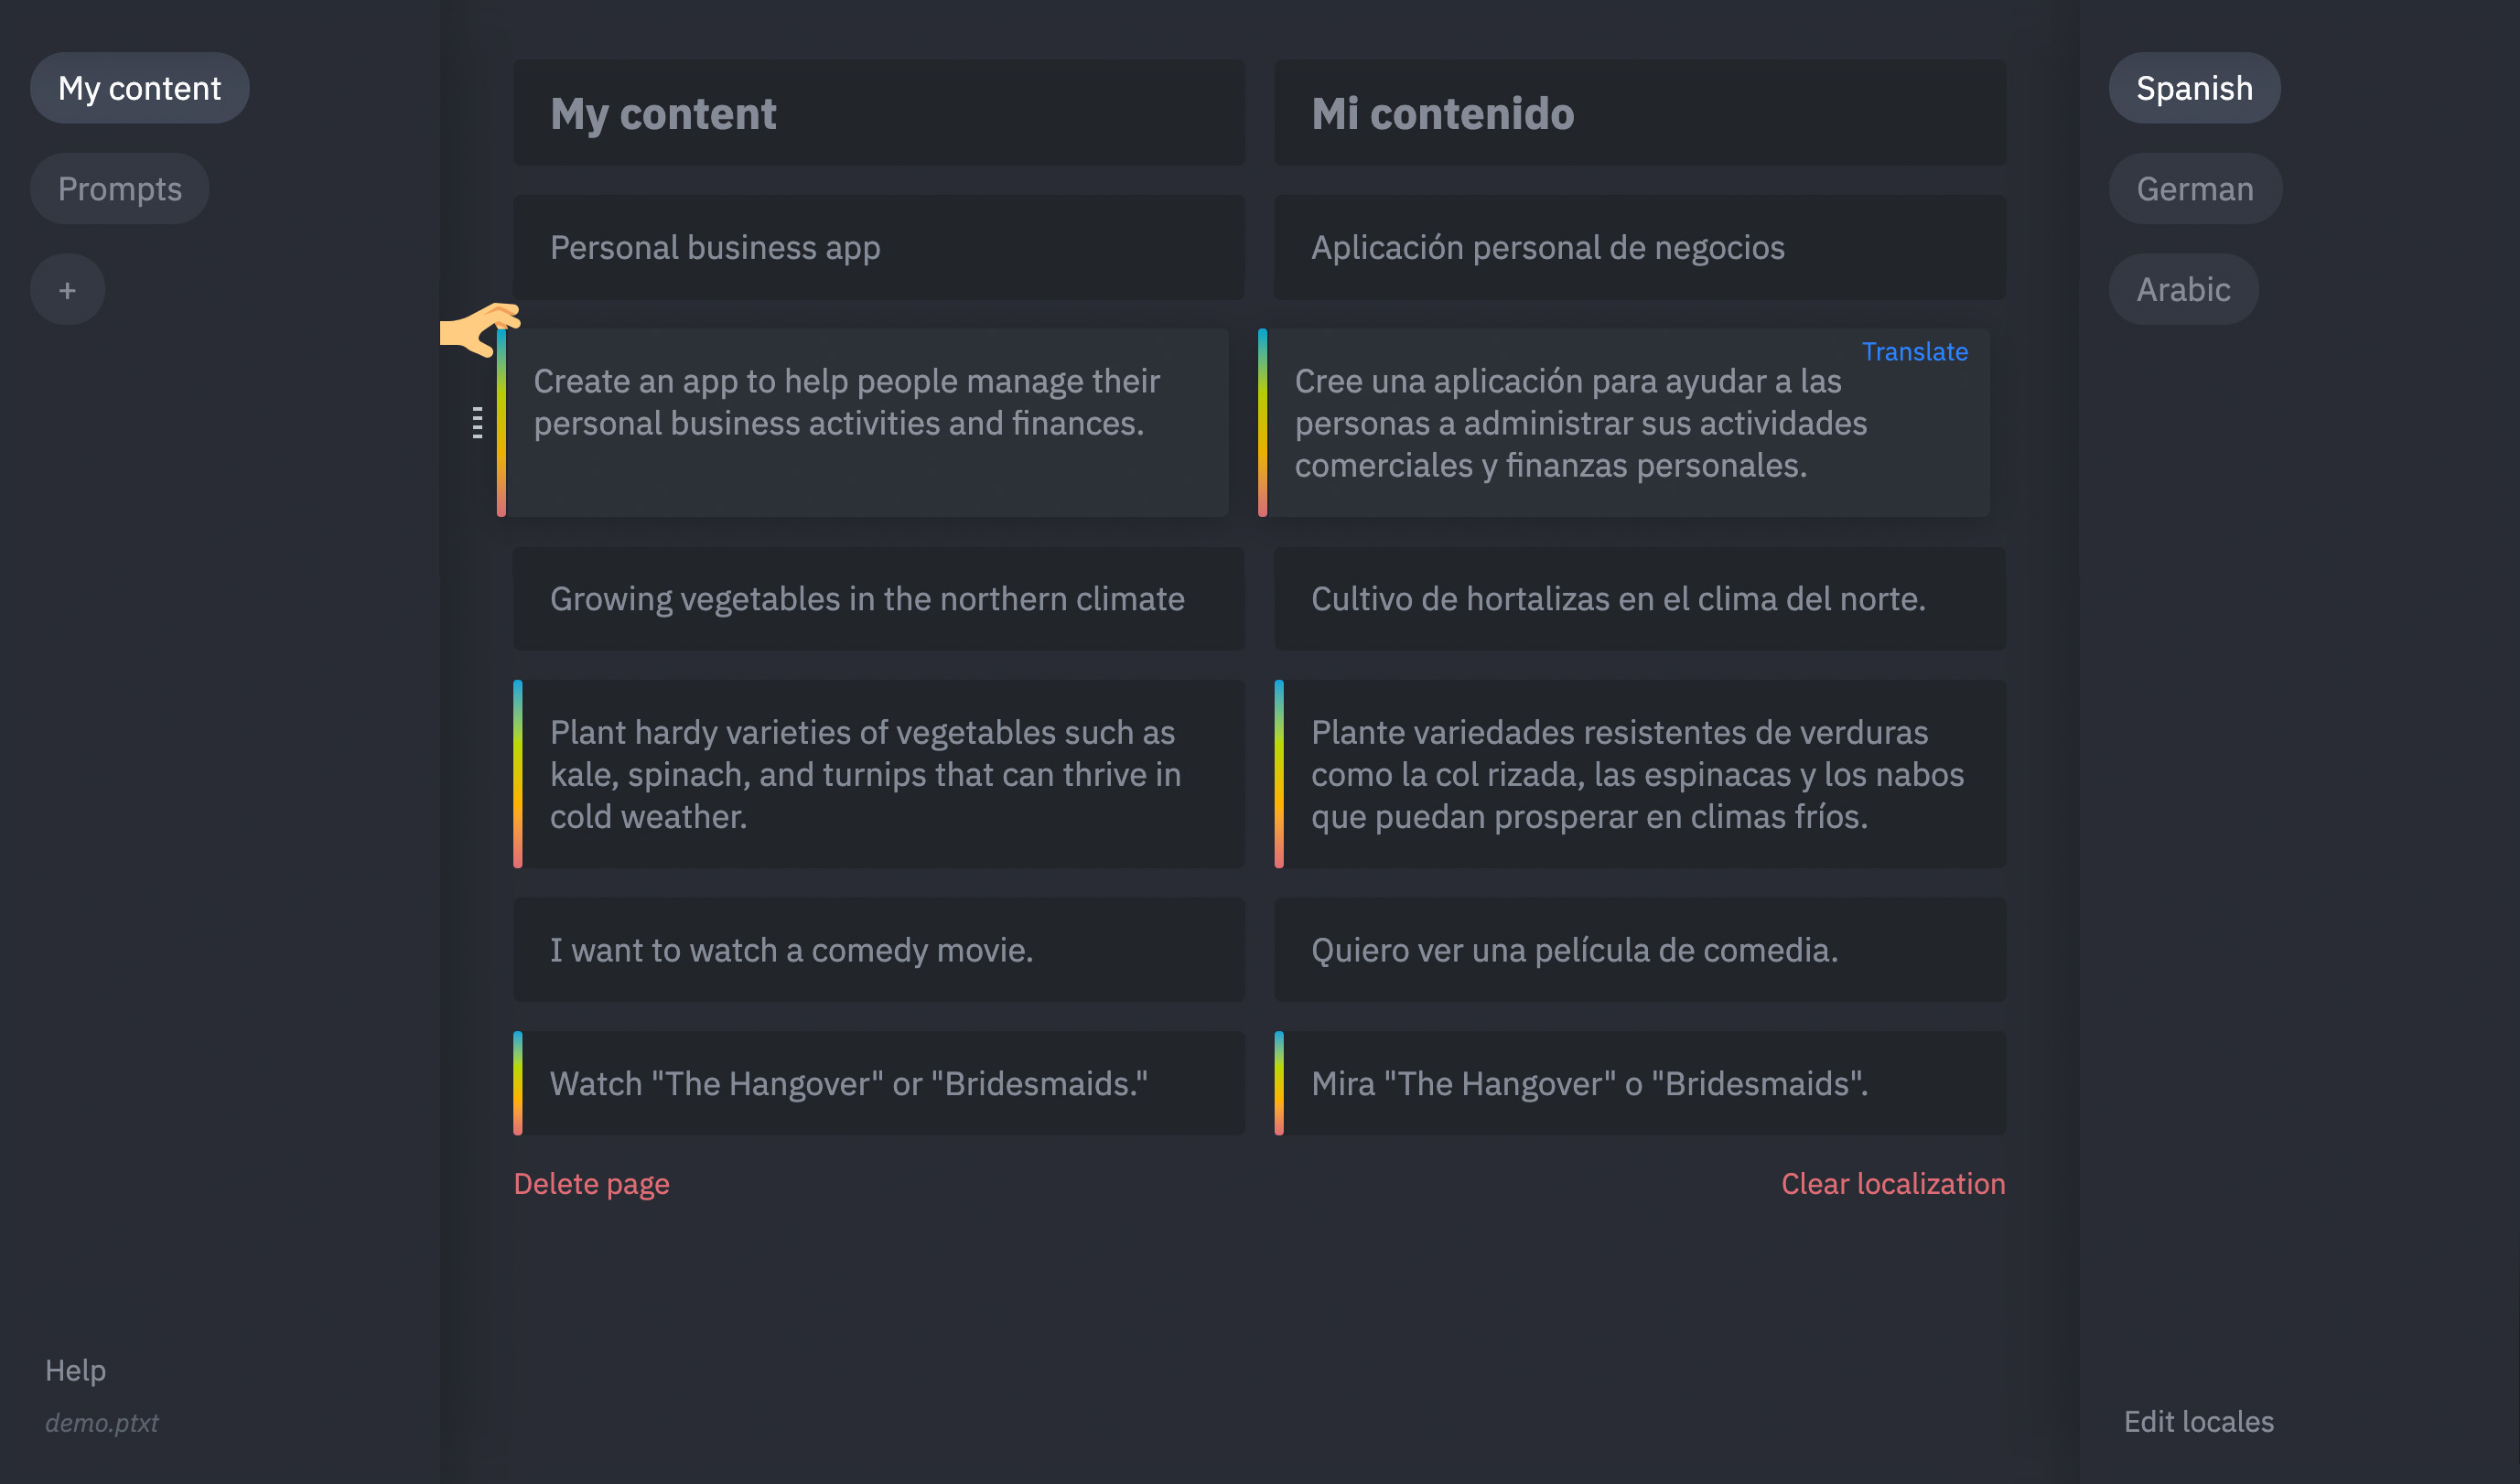 My content
Prompts
+
Help
demo.ptxt
My content
Mi contenido
Personal business app
Aplicación personal de negocios
Create an app to help people manage their
personal business activities and finances.
Translate
Cree una aplicación para ayudar a las
personas a administrar sus actividades
comerciales y finanzas personales.
Growing vegetables in the northern climate
Cultivo de hortalizas en el clima del norte.
Plant hardy varieties of vegetables such as
kale, spinach, and turnips that can thrive in
cold weather.
Plante variedades resistentes de verduras
como la col rizada, las espinacas y los nabos
que puedan prosperar en climas fríos.
I want to watch a comedy movie.
Quiero ver una película de comedia.
Watch "The Hangover" or "Bridesmaids."
Mira "The Hangover" o "Bridesmaids".
Delete page
Clear localization
Spanish
German
Arabic
Edit locales